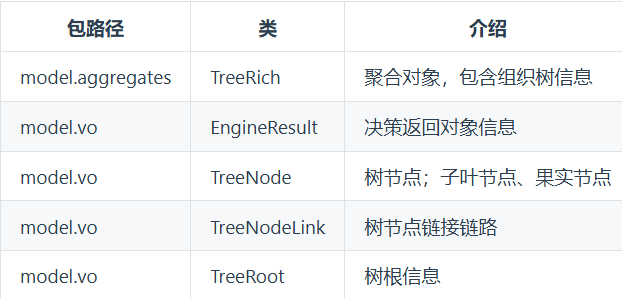 包路径 类 介绍
model.aggregates TreeRich 聚合对象，包含组织树信息
model.vo EngineResult 决策返回对象信息
model.vo TreeNode 树节点；子叶节点、果实节点
model.vo TreeNodeLink 树节点链接链路
model.vo TreeRoot 树根信息